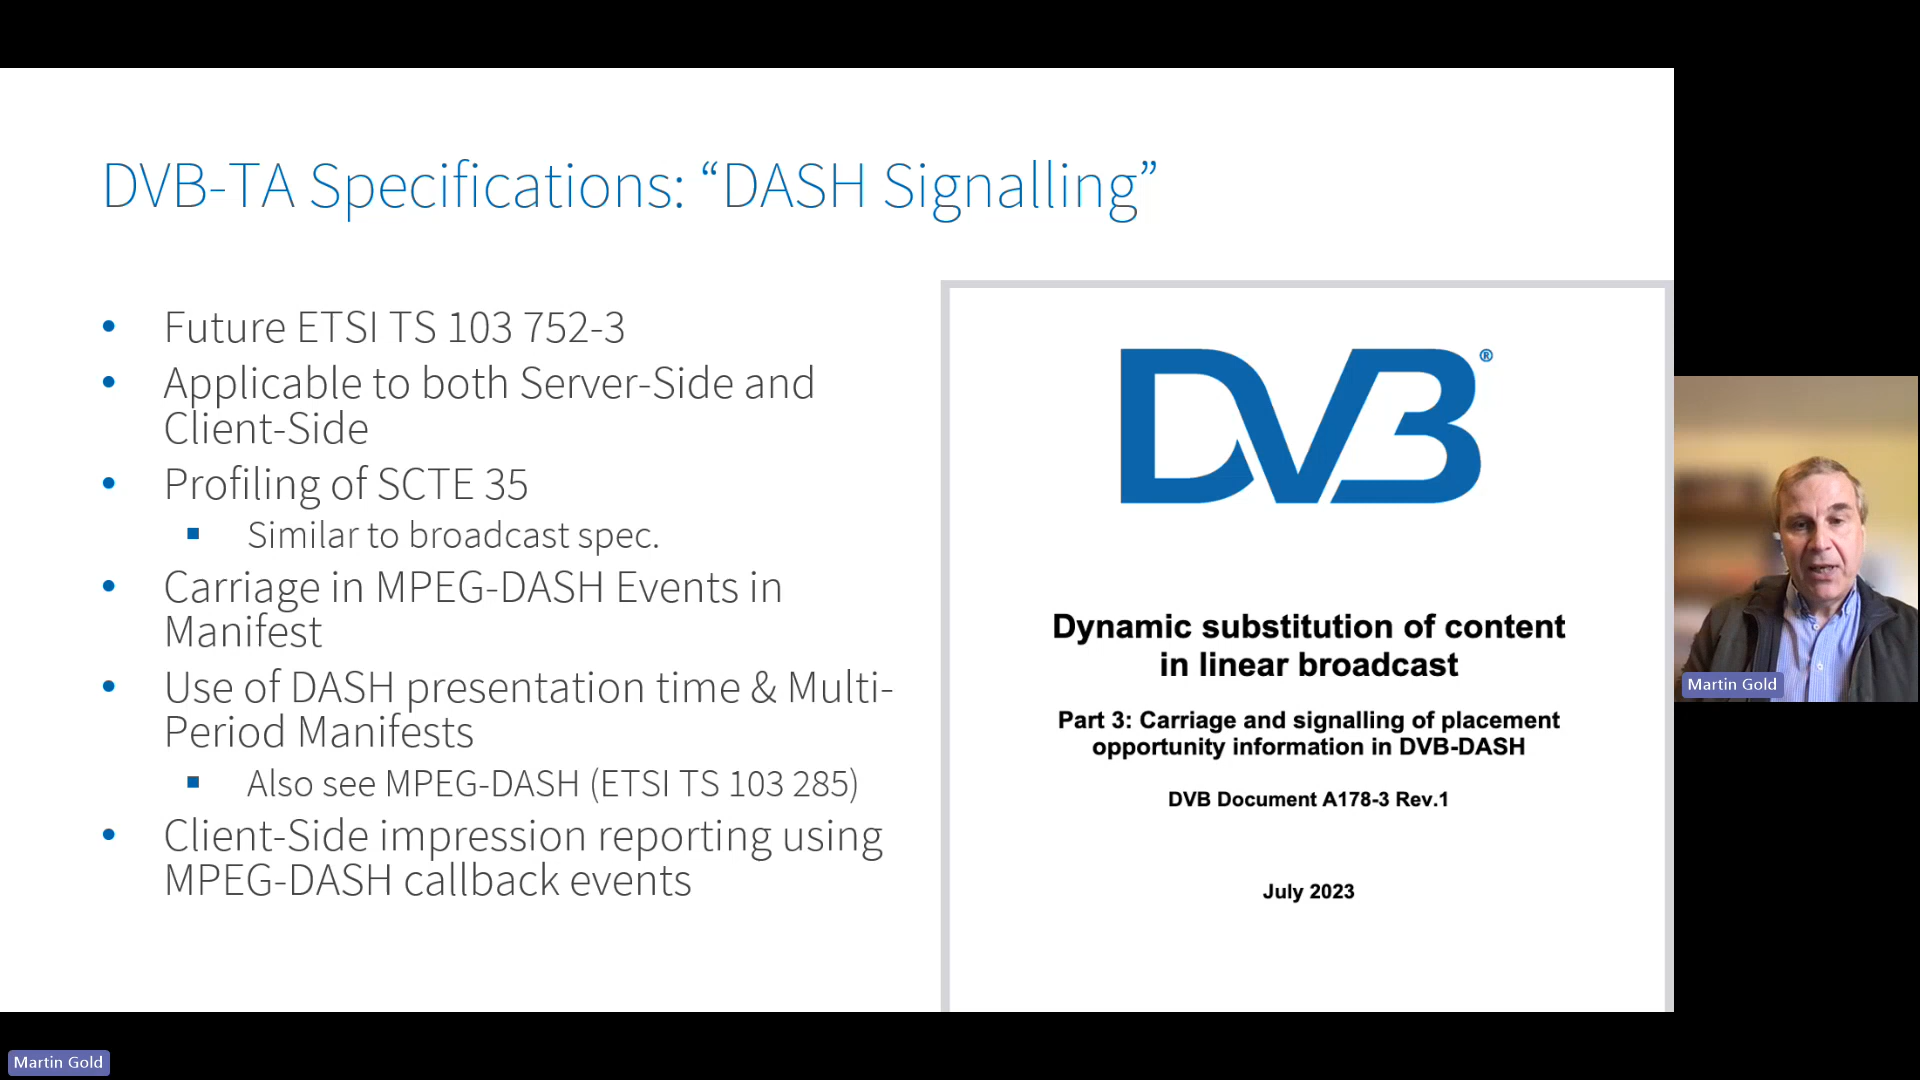 DVB-TA Specifications: “DASH Signalling”
• Future ETSI TS 103 752-3
• Applicable to both Server-Side and
Client-Side
• Profiling of SCTE 35
▪ Similar to broadcast spec.
• Carriage in MPEG-DASH Events in
Manifest
• Use of DASH presentation time & Multi-
Period Manifests
▪ Also see MPEG-DASH (ETSI TS 103 285)
• Client-Side impression reporting using
MPEG-DASH callback events
DVB®
Dynamic substitution of content
in linear broadcast
Part 3: Carriage and signalling of placement
opportunity information in DVB-DASH
DVB Document A178-3 Rev.1
July 2023
Martin Gold
Martin Gold